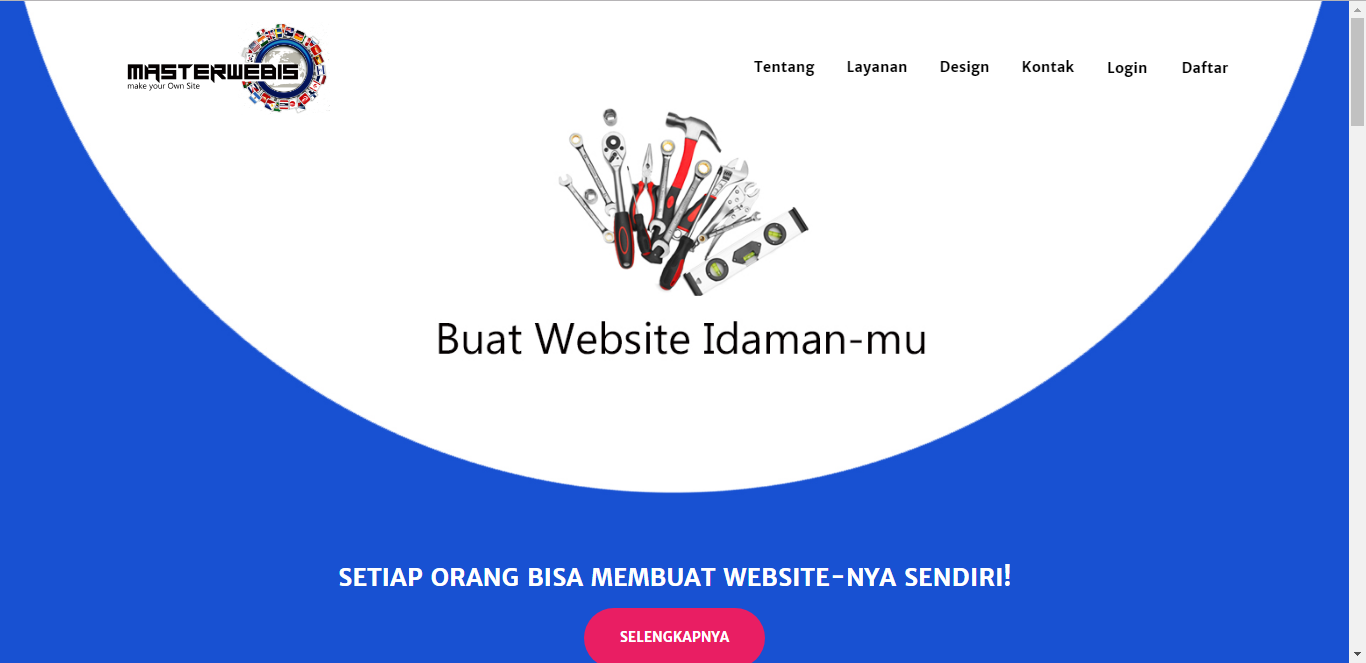 MASTERWEBIS
make your Own Site
Tentang Layanan Design Kontak Login Daftar
Buat Website Idaman-mu
SETIAP ORANG BISA MEMBUAT WEBSITE-NYA SENDIRI!
SELENGKAPNYA